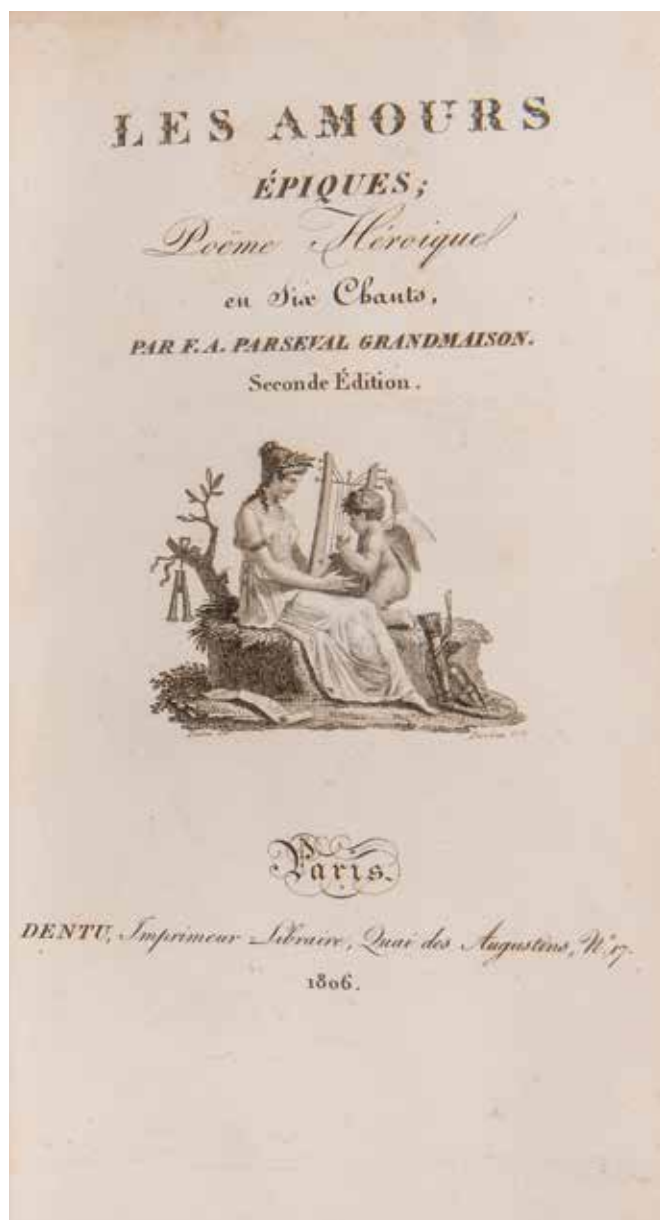 LES AMOURS
ÉPIQUES;
Poëme Héroique
en Six Chants,
PAR F. A. PARSEVAL GRANDMAISON.
Seconde Édition.
Paris.
DENTU, Imprimeur Libraire, Quai des Augustins, N.º 17.
1806.